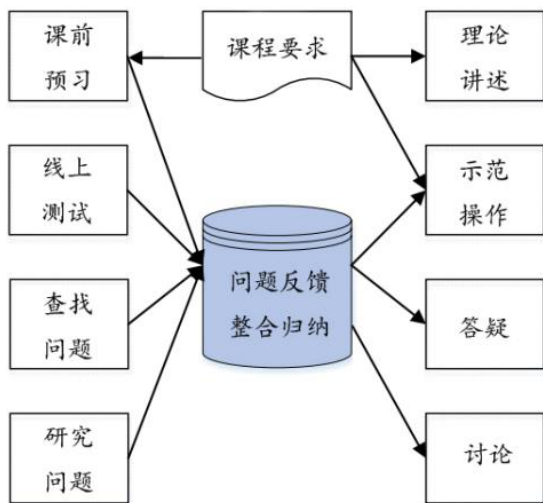 课前
预习
课程要求
理论
讲述
线上
测试
示范
操作
问题反馈
整合归纳
查找
问题
答疑
研究
问题
讨论